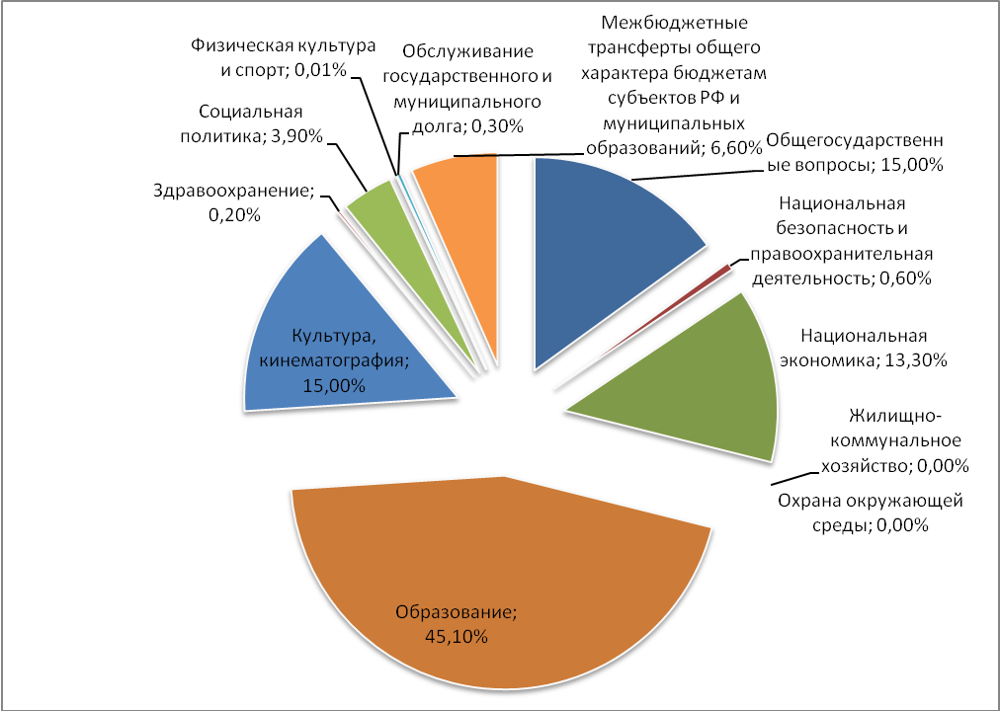 Физическая культура
и спорт; 0,01%
Обслуживание
государственного и
муниципального
долга; 0,30%
Межбюджетные
трансферты общего
характера бюджетам
субъектов РФ и
муниципальных
образований; 6,60%
Общегосударственн
ые вопросы; 15,00%
Социальная
политика; 3,90%
Здравоохранение;
0,20%
Национальная
безопасность и
правоохранительная
деятельность; 0,60%
Культура,
кинематография;
15,00%
Национальная
экономика; 13,30%
Жилищно-
коммунальное
хозяйство; 0,00%
Охрана окружающей
среды; 0,00%
Образование;
45,10%